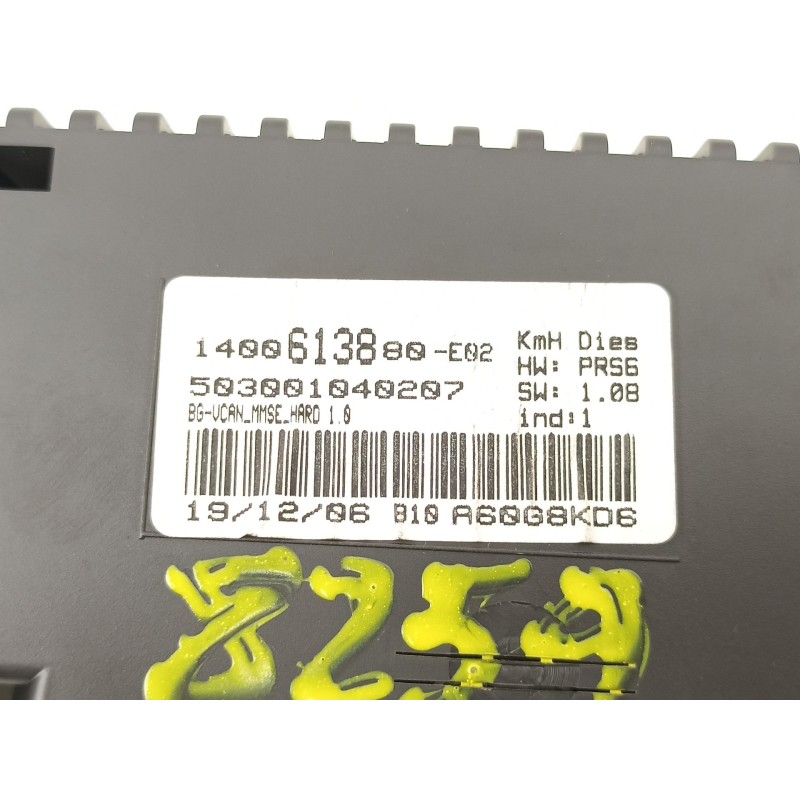 1400613880-E02
503001040207
BG-VCAN_MMSE_HARD 1.0
KmH Dies
HW: PRS6
SW: 1.08
ind:1
19/12/06 B10 A60G8KD6
8259